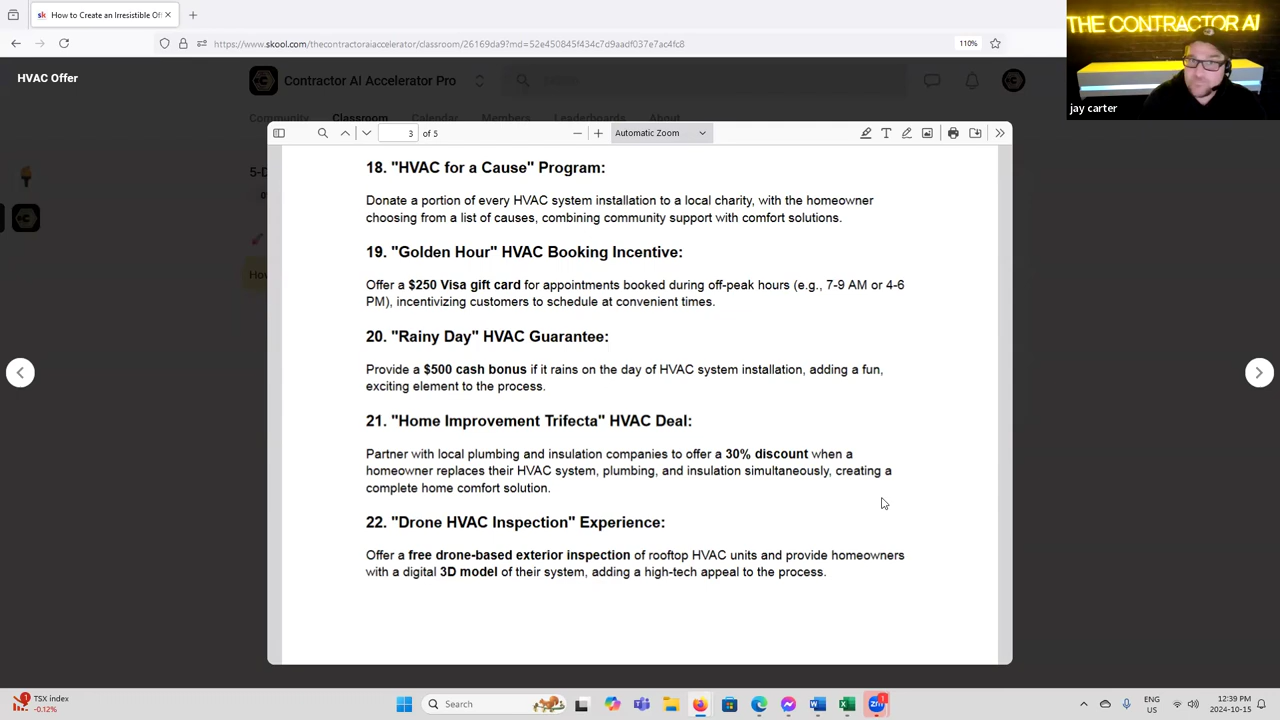 How to Create an Irresistible Of
https://www.skool.com/thecontractoraiaccelerator/classroom/26169da9?md=52e450845f434c7d9aadf037e7ac4fc8
110%
THE CONTRACTOR AI
jay carter
HVAC Offer
Contractor AI Accelerator Pro
Community Classroom Calendar Members Leaderboards About
3 of 5
Automatic Zoom
5-D
How
18. "HVAC for a Cause" Program:
Donate a portion of every HVAC system installation to a local charity, with the homeowner
choosing from a list of causes, combining community support with comfort solutions.
19. "Golden Hour" HVAC Booking Incentive:
Offer a $250 Visa gift card for appointments booked during off-peak hours (e.g., 7-9 AM or 4-6
PM), incentivizing customers to schedule at convenient times.
20. "Rainy Day" HVAC Guarantee:
Provide a $500 cash bonus if it rains on the day of HVAC system installation, adding a fun,
exciting element to the process.
21. "Home Improvement Trifecta" HVAC Deal:
Partner with local plumbing and insulation companies to offer a 30% discount when a
homeowner replaces their HVAC system, plumbing, and insulation simultaneously, creating a
complete home comfort solution.
22. "Drone HVAC Inspection" Experience:
Offer a free drone-based exterior inspection of rooftop HVAC units and provide homeowners
with a digital 3D model of their system, adding a high-tech appeal to the process.
TSX index
-0.12%
Search
ENG
US
12:39 PM
2024-10-15